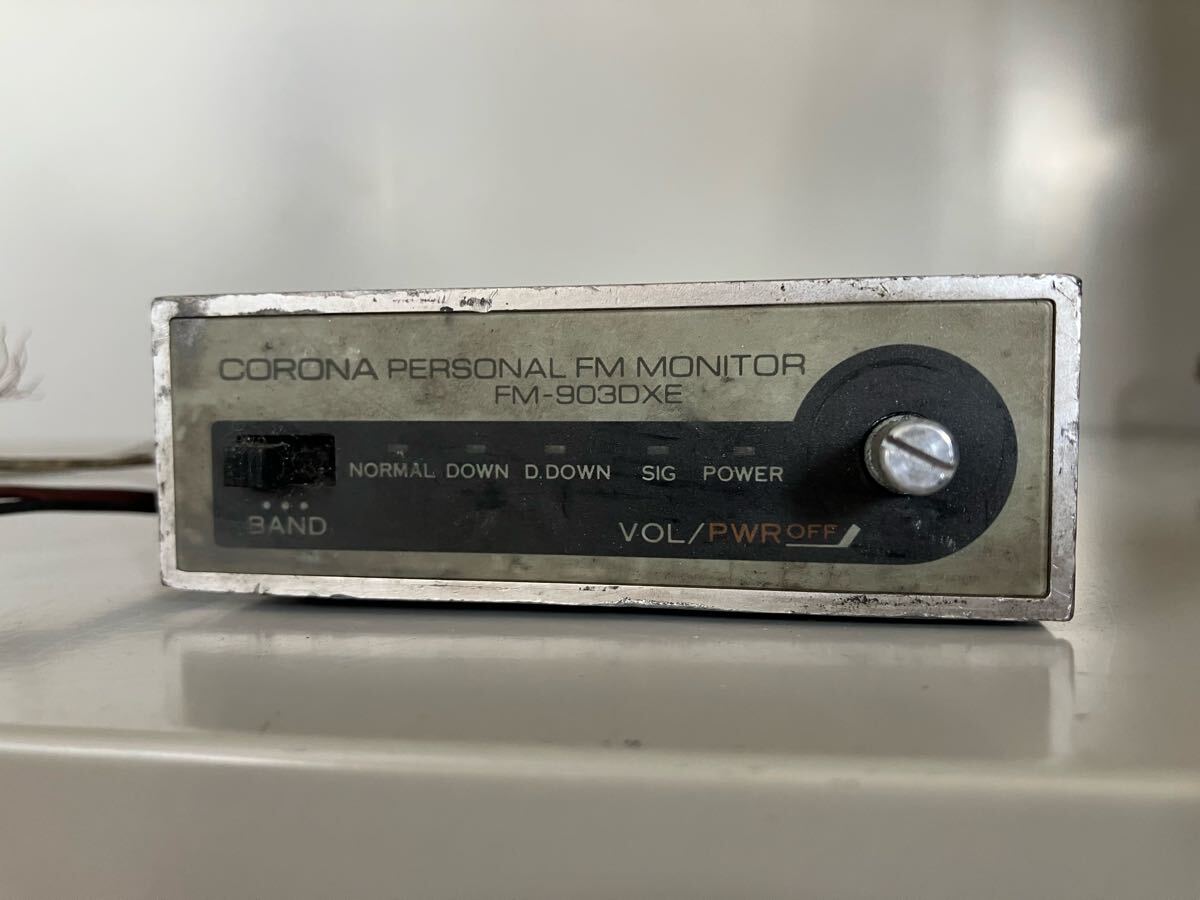 CORONA PERSONAL FM MONITOR
FM-903DXE
NORMAL DOWN D.DOWN SIG POWER
BAND
VOL/PWR OFF